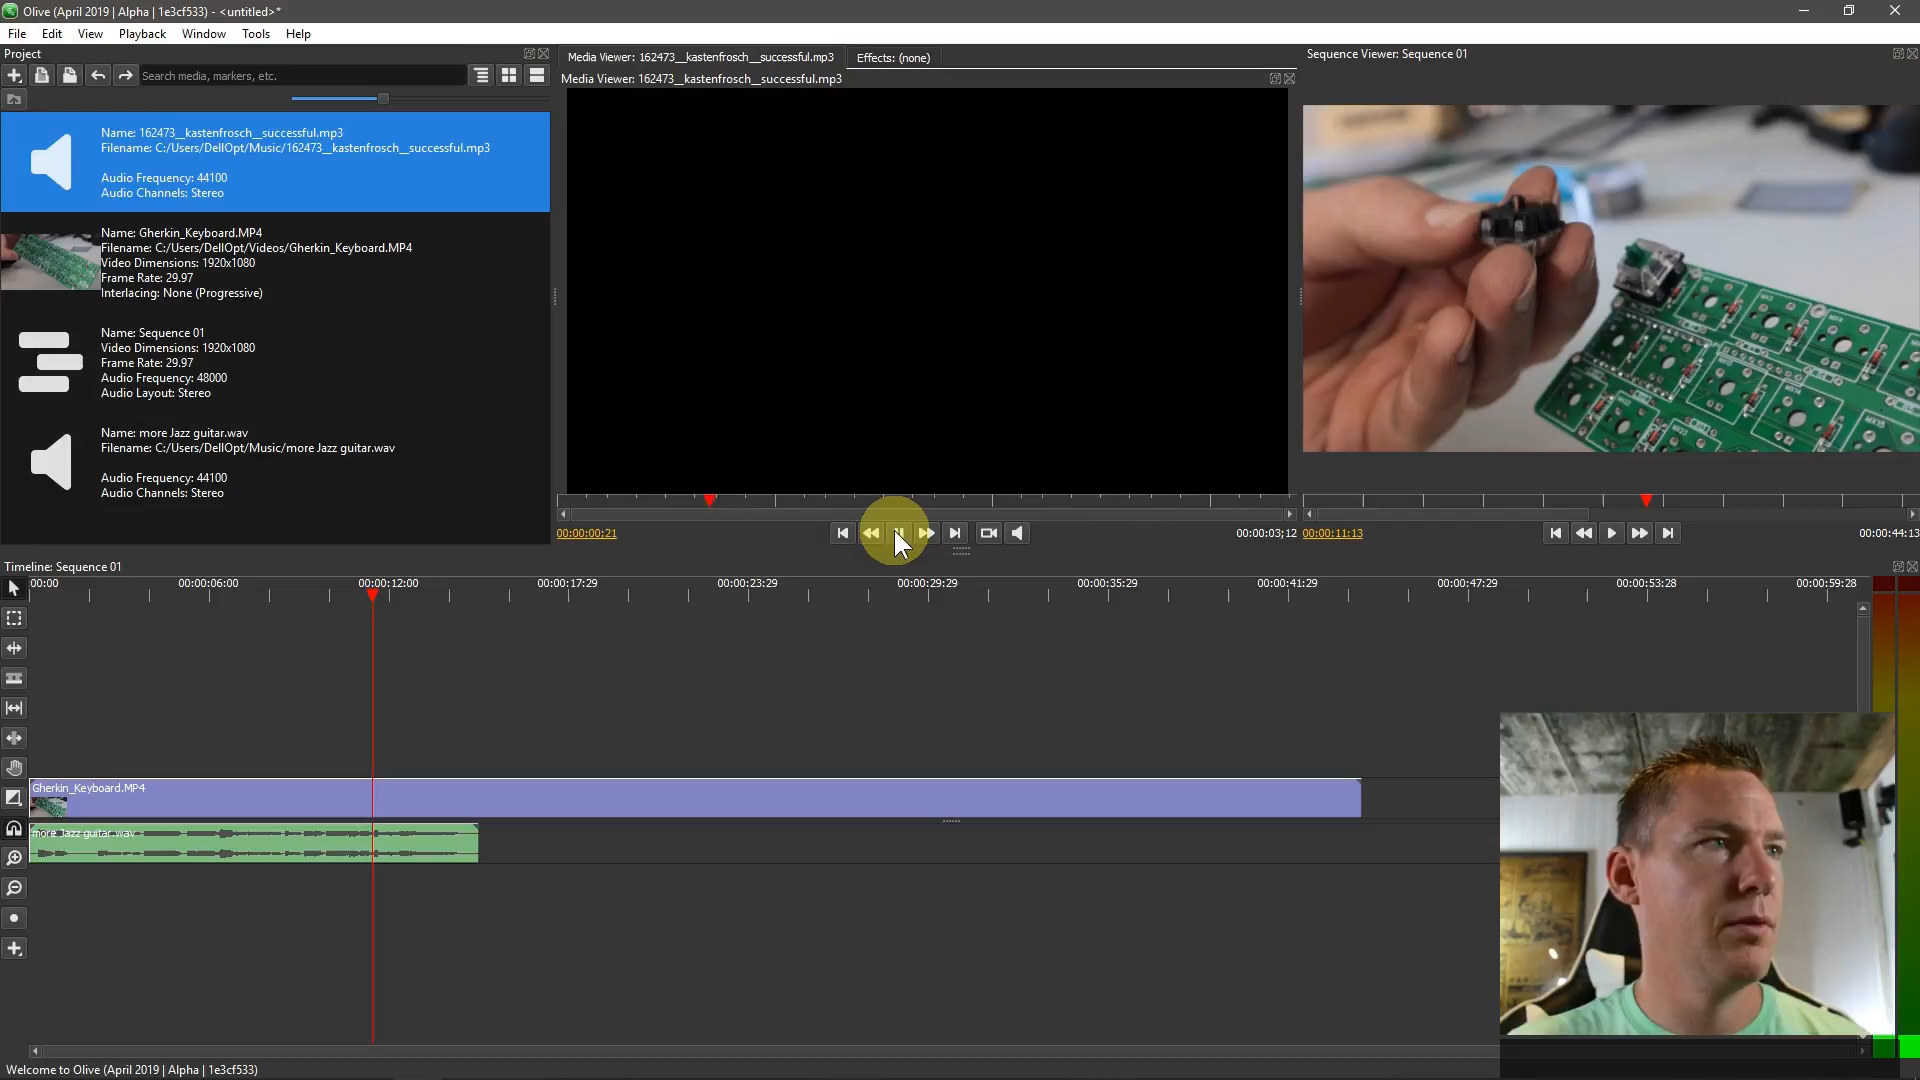 Olive (April 2019 | Alpha | 1e3cf533) - <untitled>*
File Edit View Playback Window Tools Help
Project
Search media, markers, etc.
Name: 162473__kastenfrosch__successful.mp3
Filename: C:/Users/DellOpt/Music/162473__kastenfrosch__successful.mp3
Audio Frequency: 44100
Audio Channels: Stereo
Name: Gherkin_Keyboard.MP4
Filename: C:/Users/DellOpt/Videos/Gherkin_Keyboard.MP4
Video Dimensions: 1920x1080
Frame Rate: 29.97
Interlacing: None (Progressive)
Name: Sequence 01
Video Dimensions: 1920x1080
Frame Rate: 29.97
Audio Frequency: 48000
Audio Layout: Stereo
Name: more Jazz guitar.wav
Filename: C:/Users/DellOpt/Music/more Jazz guitar.wav
Audio Frequency: 44100
Audio Channels: Stereo
Media Viewer: 162473__kastenfrosch__successful.mp3 Effects: (none)
Media Viewer: 162473__kastenfrosch__successful.mp3
00:00:00;21 00:00:03;12
Sequence Viewer: Sequence 01
00:00:11:13 00:00:44:13
Timeline: Sequence 01
00:00 00:00:06:00 00:00:12:00 00:00:17:29 00:00:23:29 00:00:29:29 00:00:35:29 00:00:41:29 00:00:47:29 00:00:53:28 00:00:59:28
Gherkin_Keyboard.MP4
more Jazz guitar.wav
Welcome to Olive (April 2019 | Alpha | 1e3cf533)